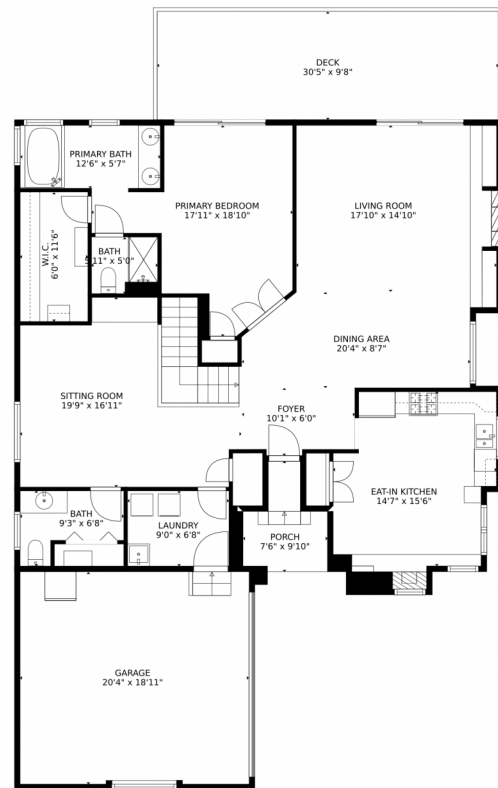 DECK
30'5" x 9'8"
PRIMARY BATH
12'6" x 5'7"
PRIMARY BEDROOM
17'11" x 18'10"
LIVING ROOM
17'10" x 14'10"
W.I.C.
6'0" x 11'6"
BATH
5'11" x 5'0"
DINING AREA
20'4" x 8'7"
SITTING ROOM
19'9" x 16'11"
FOYER
10'1" x 6'0"
EAT-IN KITCHEN
14'7" x 15'6"
BATH
9'3" x 6'8"
LAUNDRY
9'0" x 6'8"
PORCH
7'6" x 9'10"
GARAGE
20'4" x 18'11"